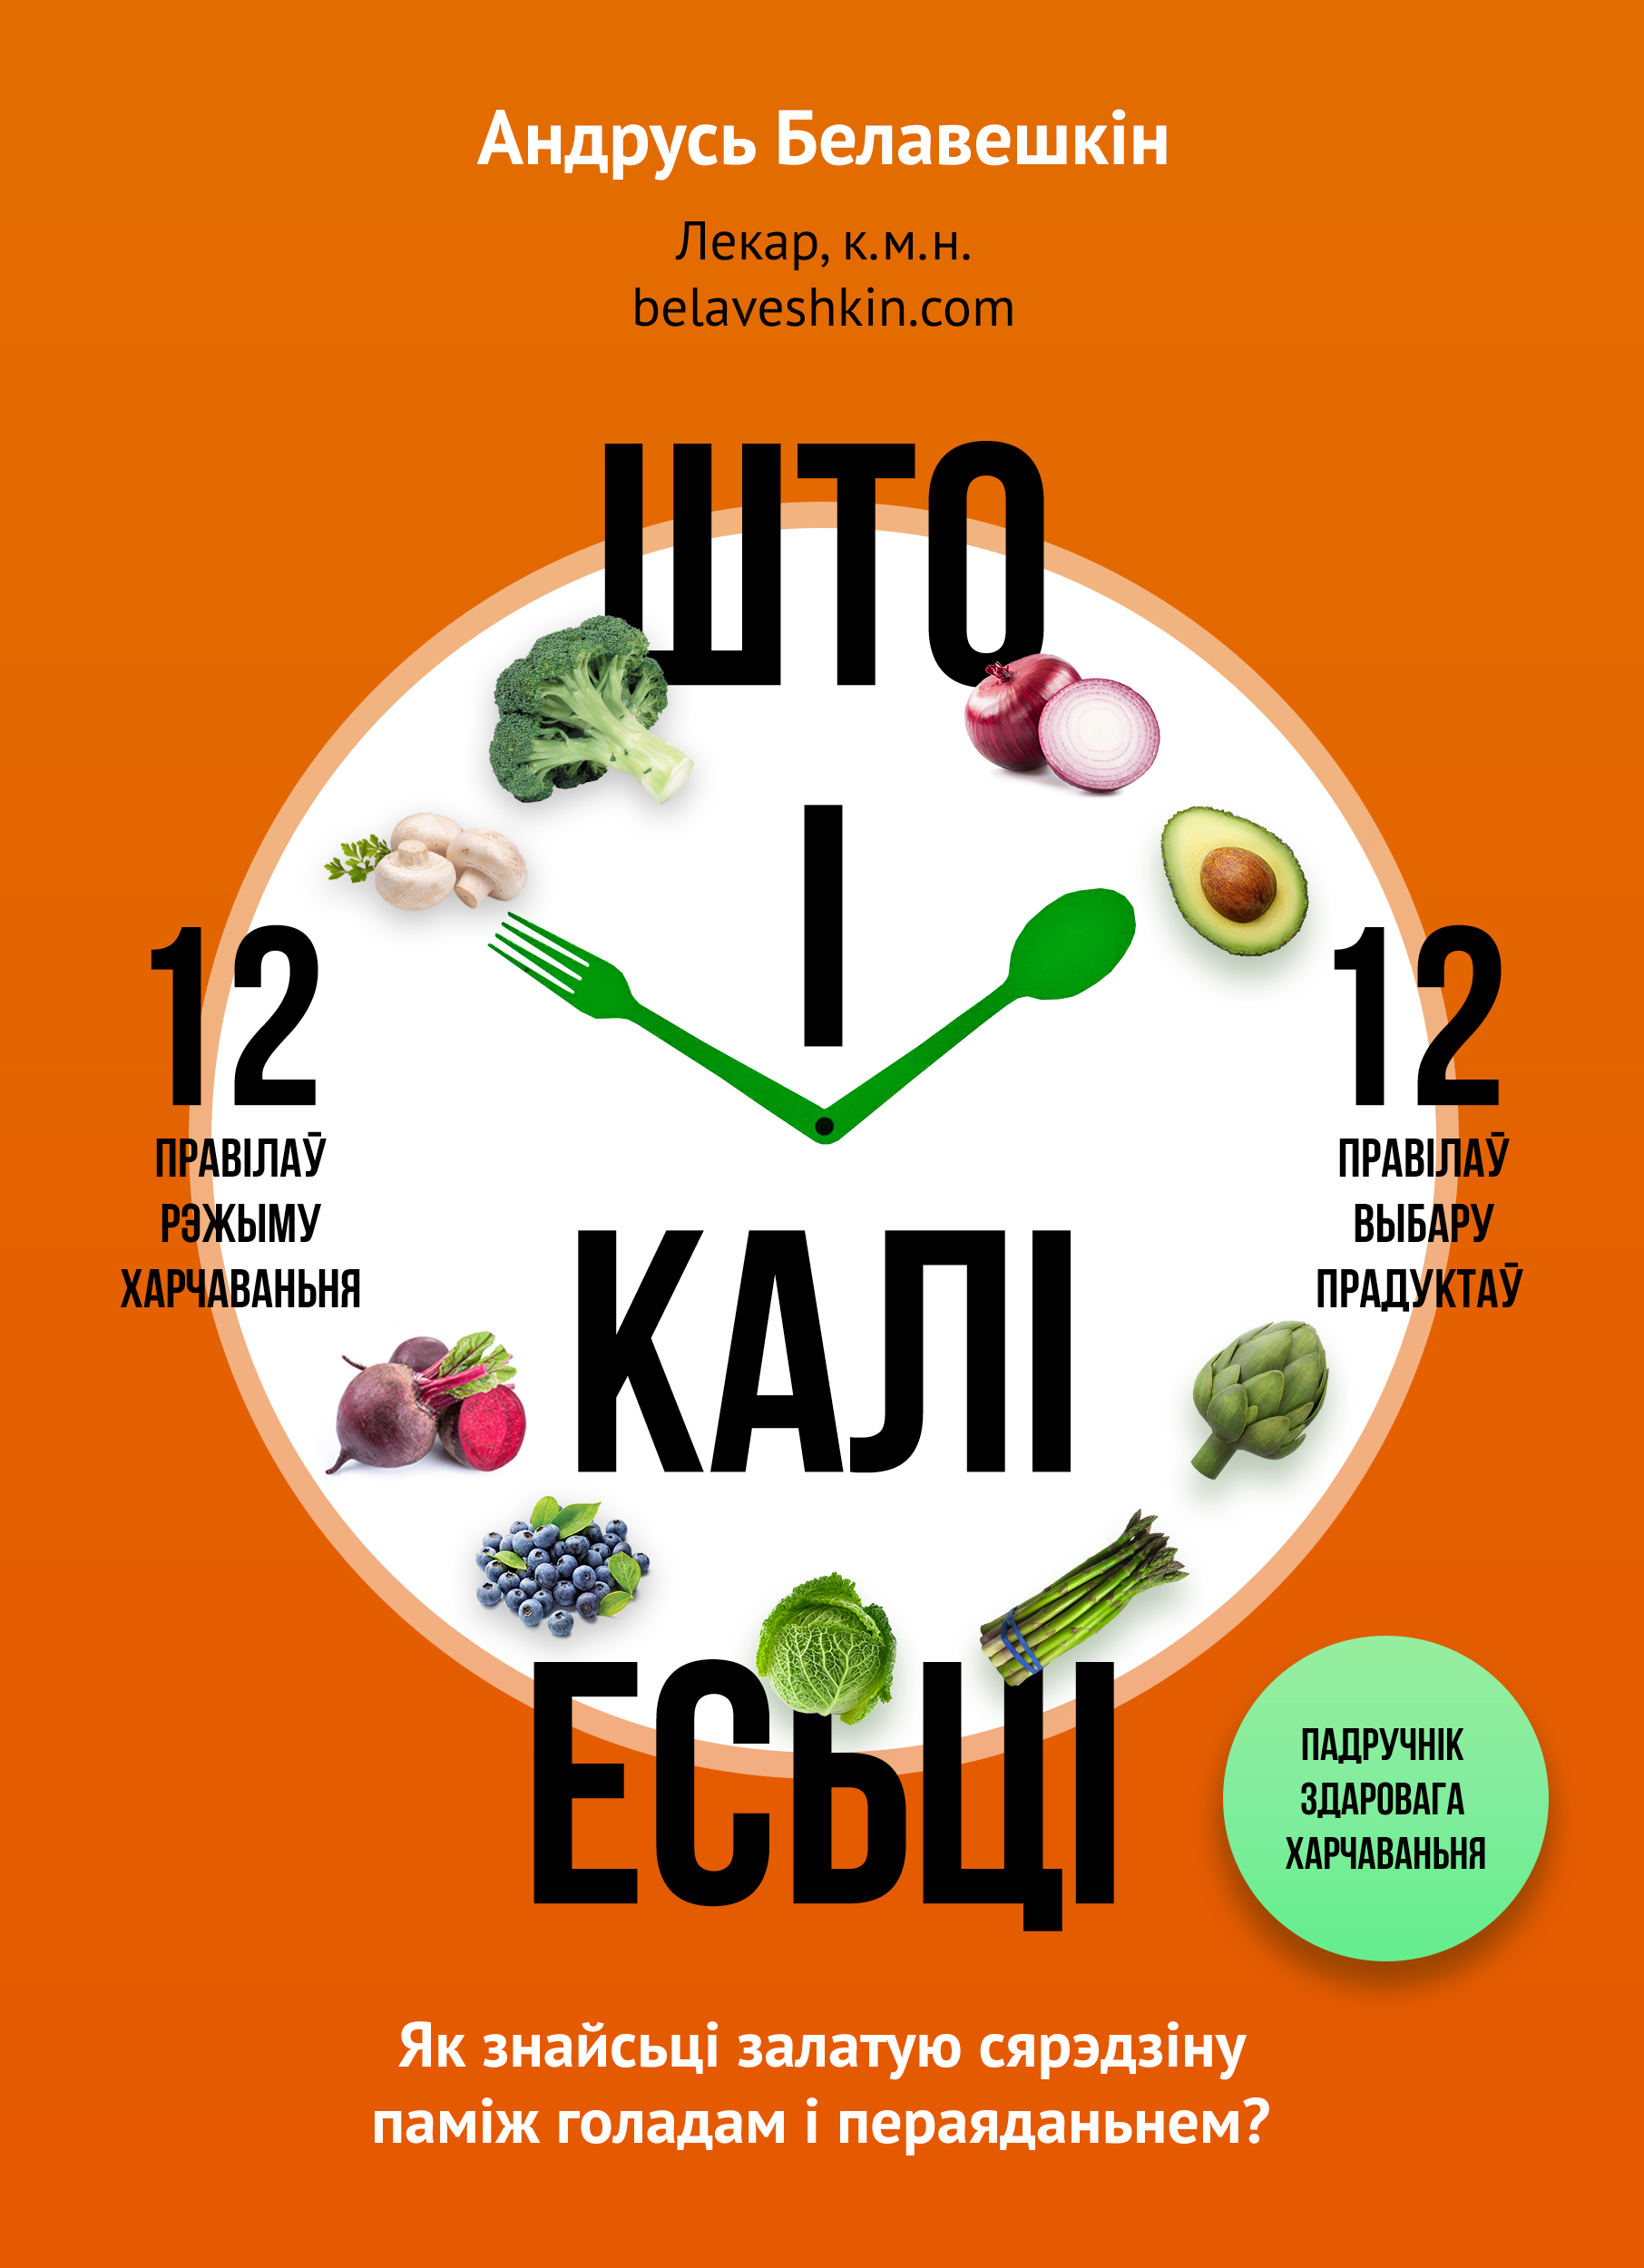 Андрусь Белавешкін
Лекар, к.м.н.
belaveshkin.com
ШТО
І
12
ПРАВІЛАЎ
РЭЖЫМУ
ХАРЧАВАНЬНЯ
12
ПРАВІЛАЎ
ВЫБАРУ
ПРАДУКТАЎ
КАЛІ
ЕСЬЦІ
ПАДРУЧНІК
ЗДАРОВАГА
ХАРЧАВАНЬНЯ
Як знайсьці залатую сярэдзіну
паміж голадам і пераяданьнем?